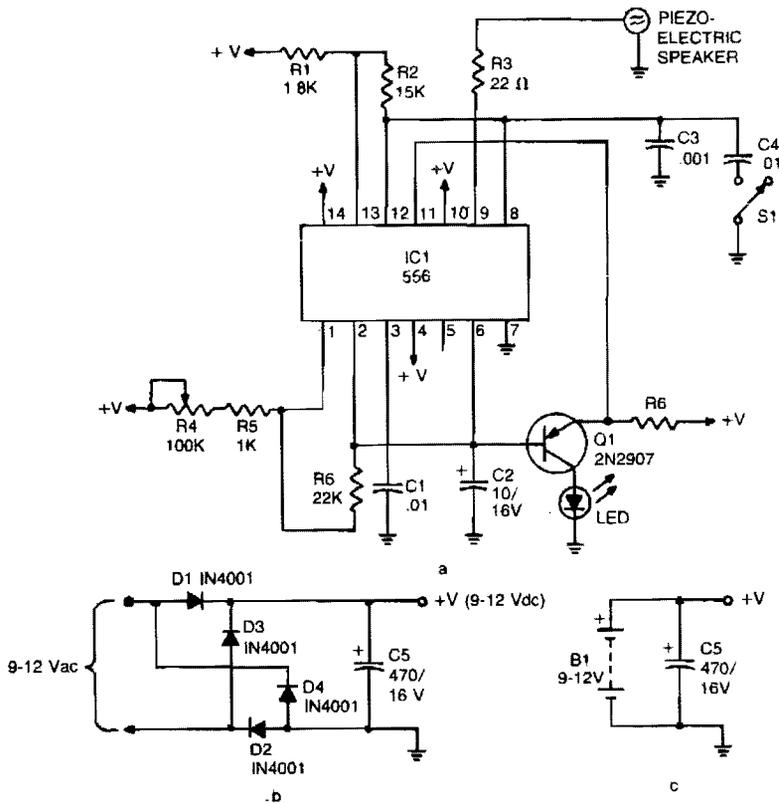 PIEZO-
ELECTRIC
SPEAKER
+ V
R1
1 8K
R2
15K
R3
22 Ω
C3
.001
C4
01
S1
+V
+V
14 13 12 11 10 9 8
IC1
556
1 2 3 4 5 6 7
+ V
+V
R4
100K
R5
1K
R6
22K
C1
.01
+
C2
10/
16V
Q1
2N2907
R6
+V
LED
a
D1 IN4001
+V (9-12 Vdc)
D3
IN4001
+
C5
470/
16 V
9-12 Vac
D4
IN4001
D2
IN4001
.b
+V
+
B1
9-12V
+
C5
470/
16V
c